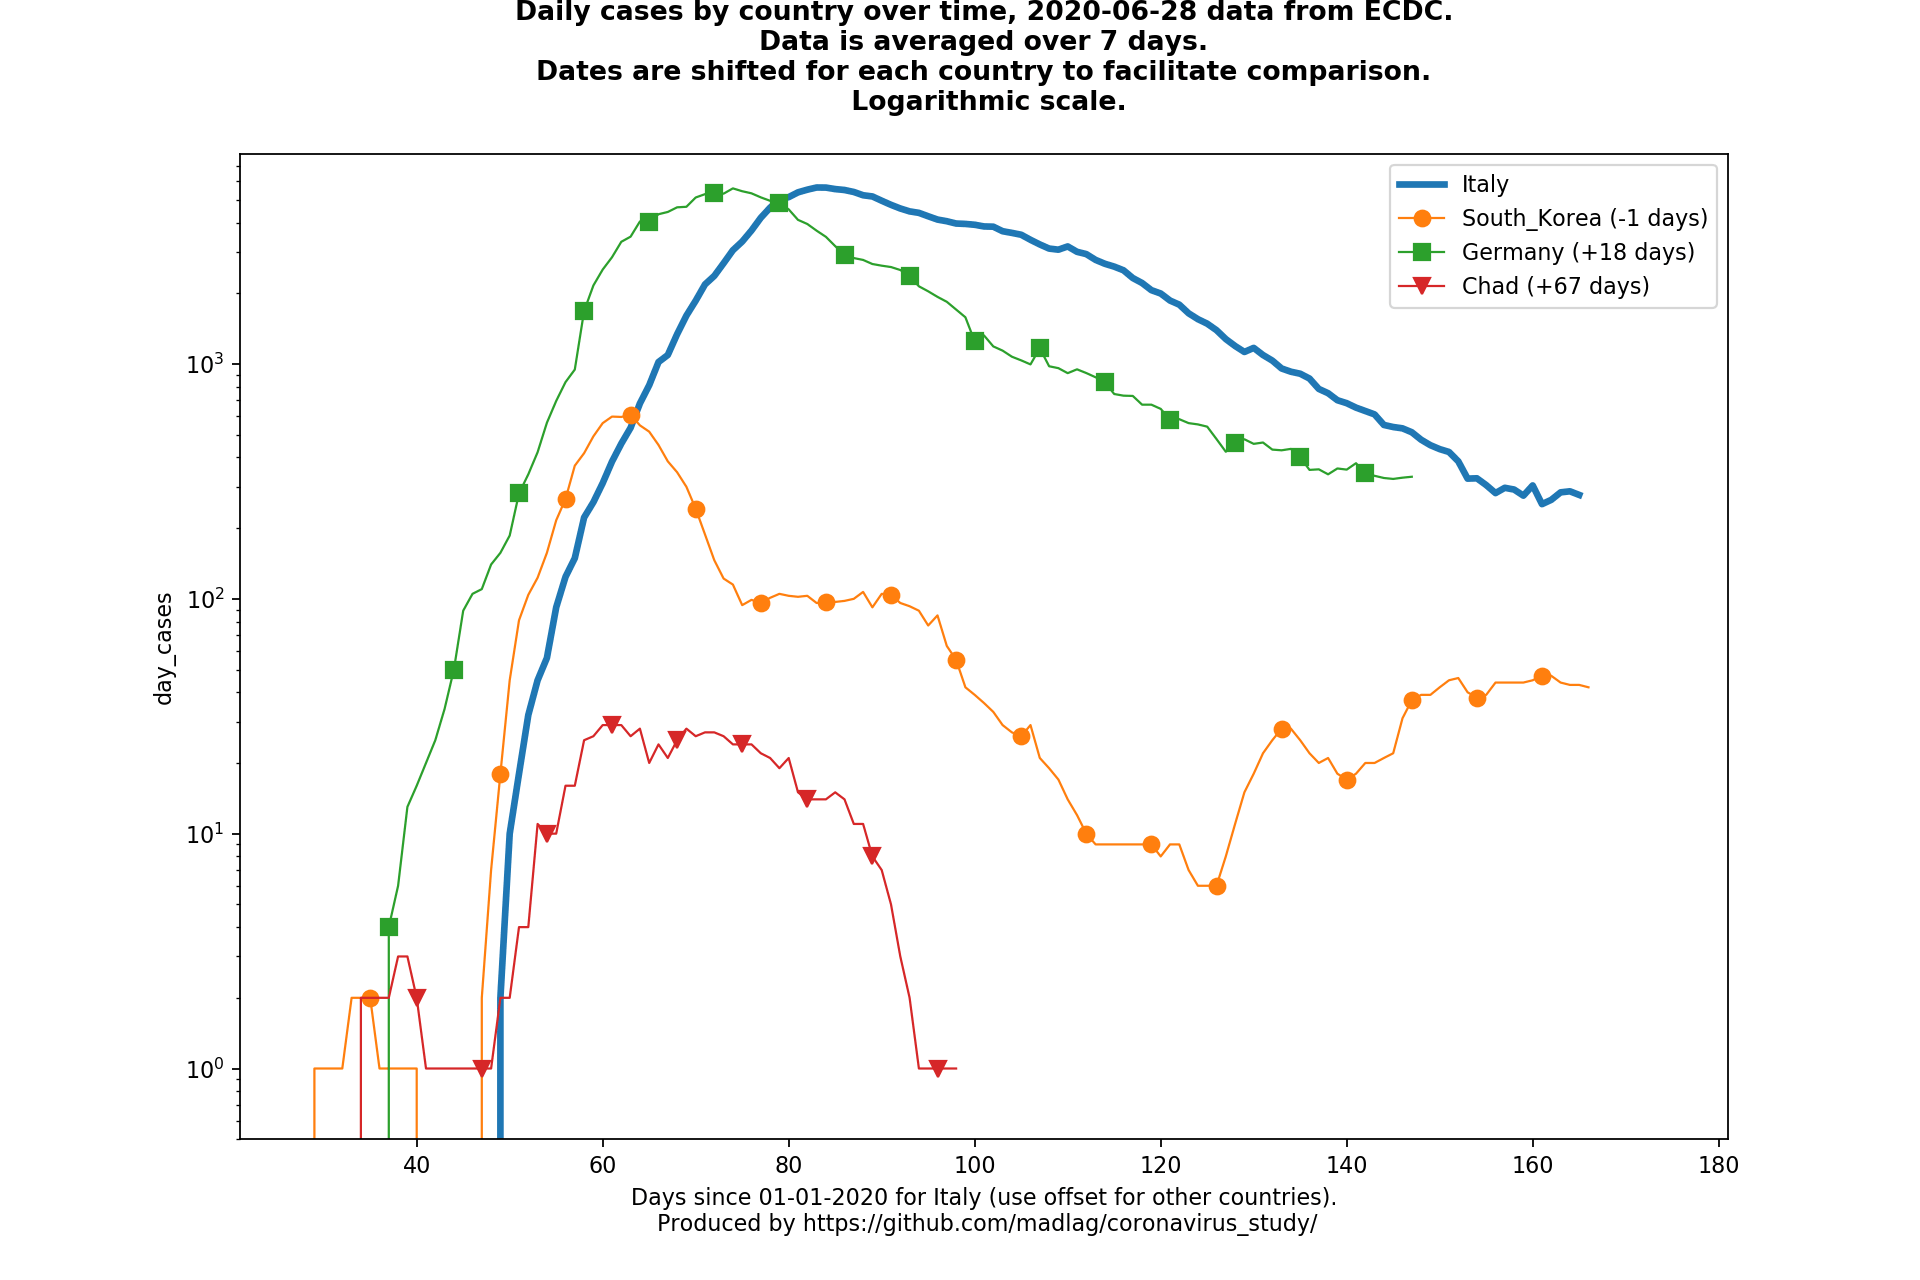 Daily cases by country over time, 2020-06-28 data from ECDC.
Data is averaged over 7 days.
Dates are shifted for each country to facilitate comparison.
Logarithmic scale.
Italy
South_Korea (-1 days)
Germany (+18 days)
Chad (+67 days)
day_cases
10³
10²
10¹
10⁰
40 60 80 100 120 140 160 180
Days since 01-01-2020 for Italy (use offset for other countries).
Produced by https://github.com/madlag/coronavirus_study/